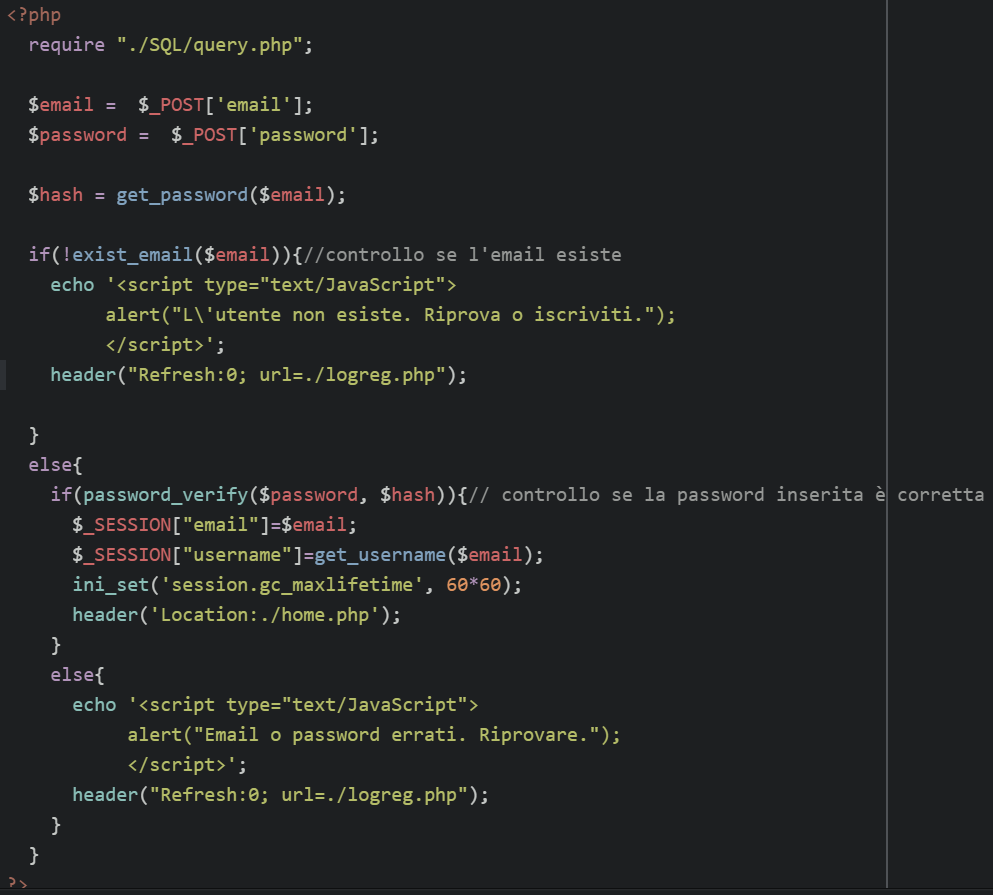 <?php
require "./SQL/query.php";
$email =  $_POST['email'];
$password =  $_POST['password'];
$hash = get_password($email);
if(!exist_email($email)){//controllo se l'email esiste
echo '<script type="text/JavaScript">
alert("L\'utente non esiste. Riprova o iscriviti.");
</script>';
header("Refresh:0; url=./logreg.php");
}
else{
if(password_verify($password, $hash)){// controllo se la password inserita è corretta
$_SESSION["email"]=$email;
$_SESSION["username"]=get_username($email);
ini_set('session.gc_maxlifetime', 60*60);
header('Location:./home.php');
}
else{
echo '<script type="text/JavaScript">
alert("Email o password errati. Riprovare.");
</script>';
header("Refresh:0; url=./logreg.php");
}
}
?>